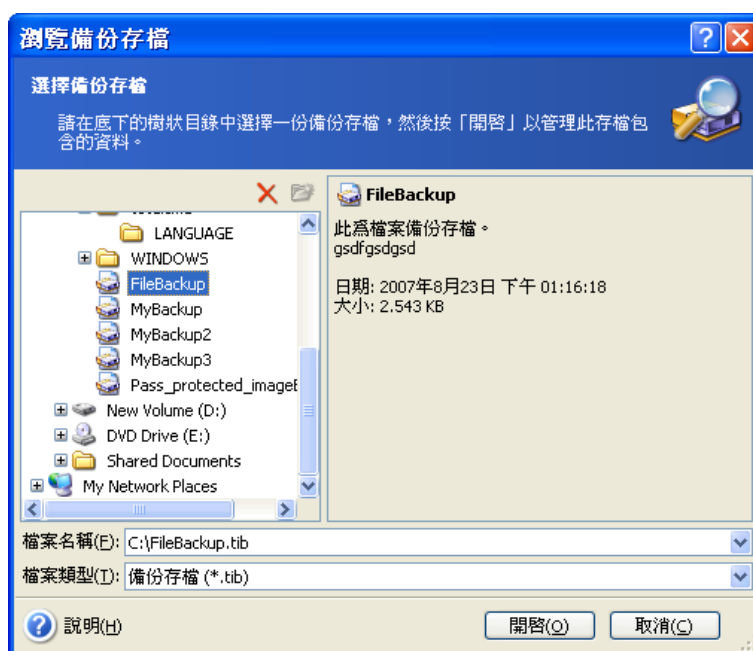 瀏覽備份存檔
選擇備份存檔
請在底下的樹狀目錄中選擇一份備份存檔，然後按「開啓」以管理此存檔包
含的資料。
LANGUAGE
WINDOWS
FileBackup
MyBackup
MyBackup2
MyBackup3
Pass_protected_image
New Volume (D:)
DVD Drive (E:)
Shared Documents
My Network Places
FileBackup
此爲檔案備份存檔。
gsdfgsdgsd
日期: 2007年8月23日 下午 01:16:18
大小: 2.543 KB
檔案名稱(F): C:\FileBackup.tib
檔案類型(T): 備份存檔 (*.tib)
說明(H)
開啓(O)
取消(C)